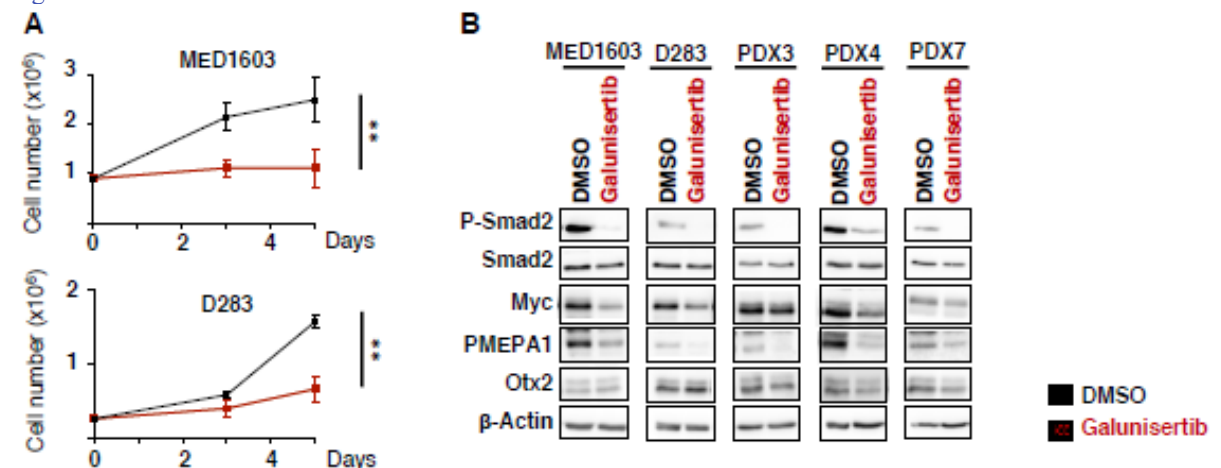 A
MED1603
Cell number (x10⁶)
3
2
1
0 2 4 Days
**
D283
Cell number (x10⁶)
2
1
0 2 4 Days
**
B
MED1603 D283 PDX3 PDX4 PDX7
DMSO Galunisertib DMSO Galunisertib DMSO Galunisertib DMSO Galunisertib DMSO Galunisertib
P-Smad2
Smad2
Myc
PMEPA1
Otx2
β-Actin
DMSO
Galunisertib